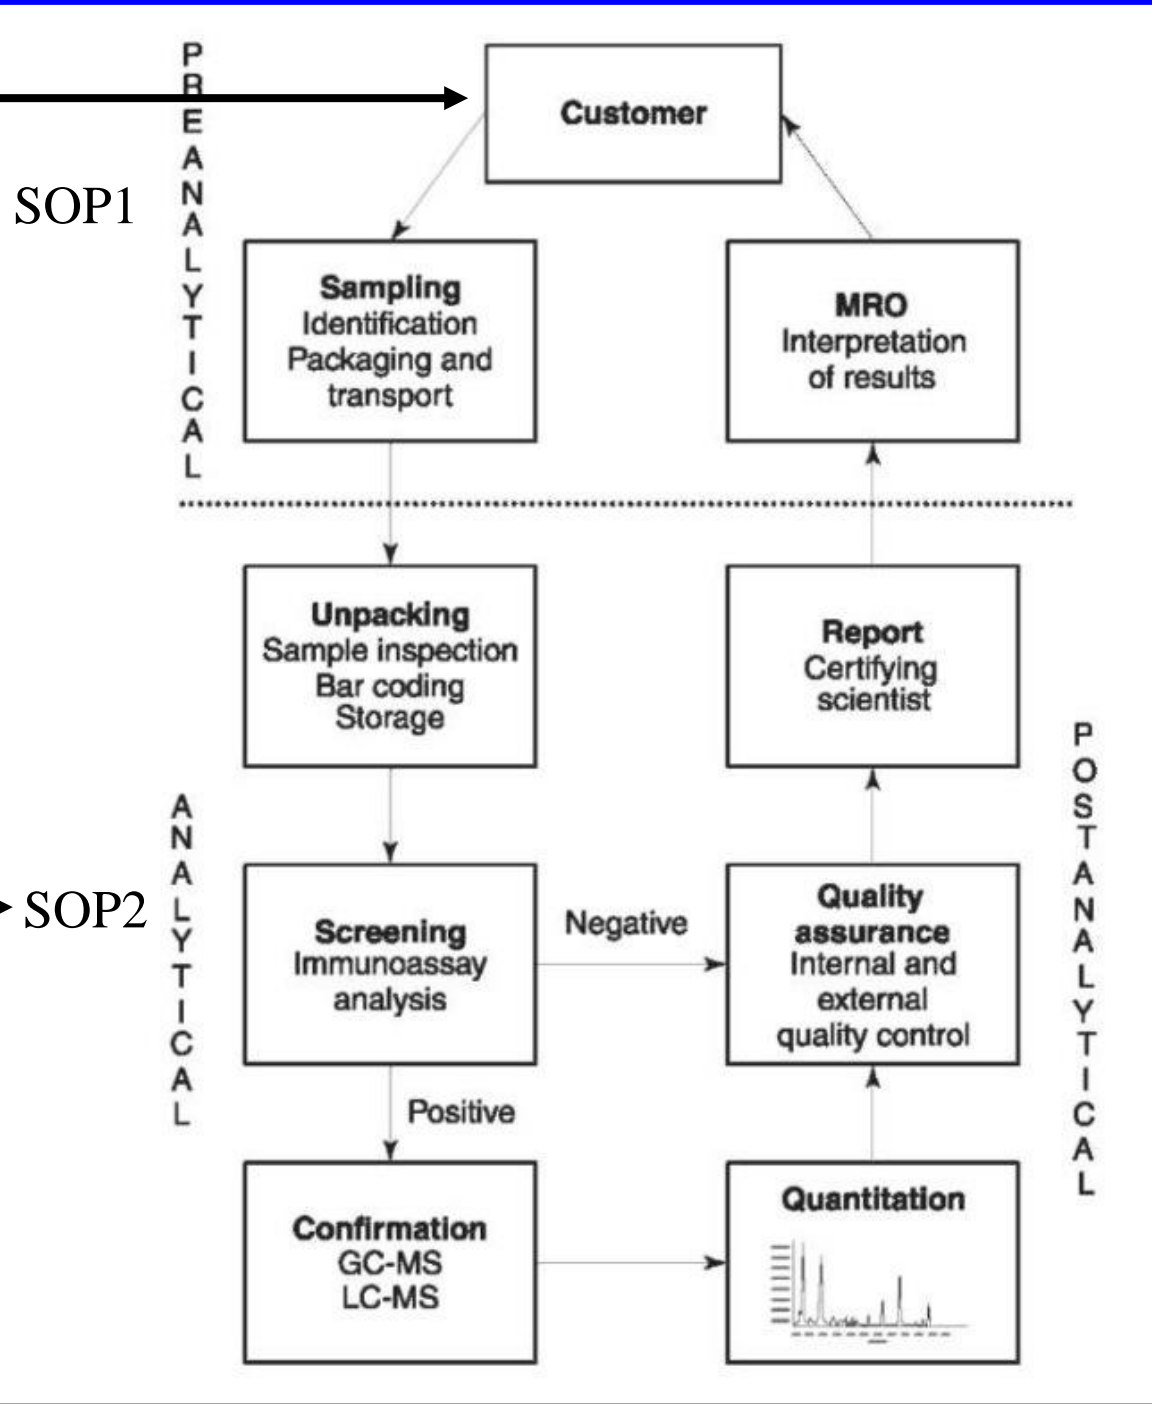 PREANALYTICAL
Customer
SOP1
Sampling
Identification
Packaging and
transport
MRO
Interpretation
of results
Unpacking
Sample inspection
Bar coding
Storage
Report
Certifying
scientist
ANALYTICAL
POSTANALYTICAL
SOP2
Screening
Immunoassay
analysis
Negative
Quality
assurance
Internal and
external
quality control
Positive
Confirmation
GC-MS
LC-MS
Quantitation